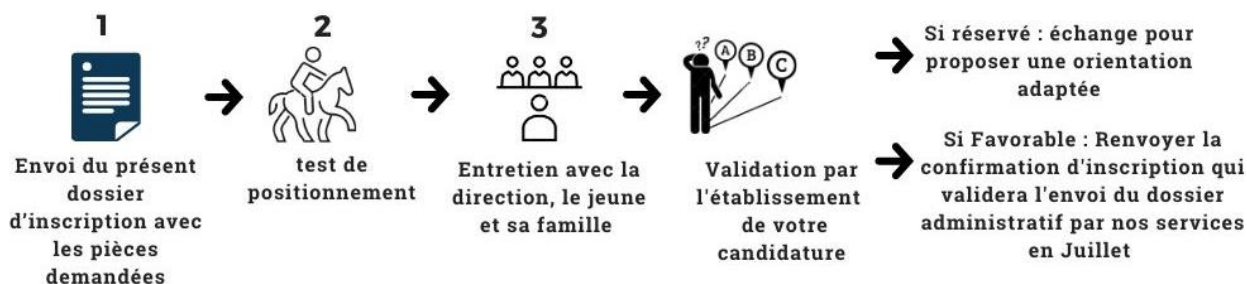 1
Envoi du présent
dossier
d'inscription avec
les pièces
demandées
2
test de
positionnement
3
Entretien avec la
direction, le jeune
et sa famille
??
A
B
C
Validation par
l'établissement
de votre
candidature
Si réservé : échange pour
proposer une orientation
adaptée
Si Favorable : Renvoyer la
confirmation d'inscription qui
validera l'envoi du dossier
administratif par nos services
en Juillet